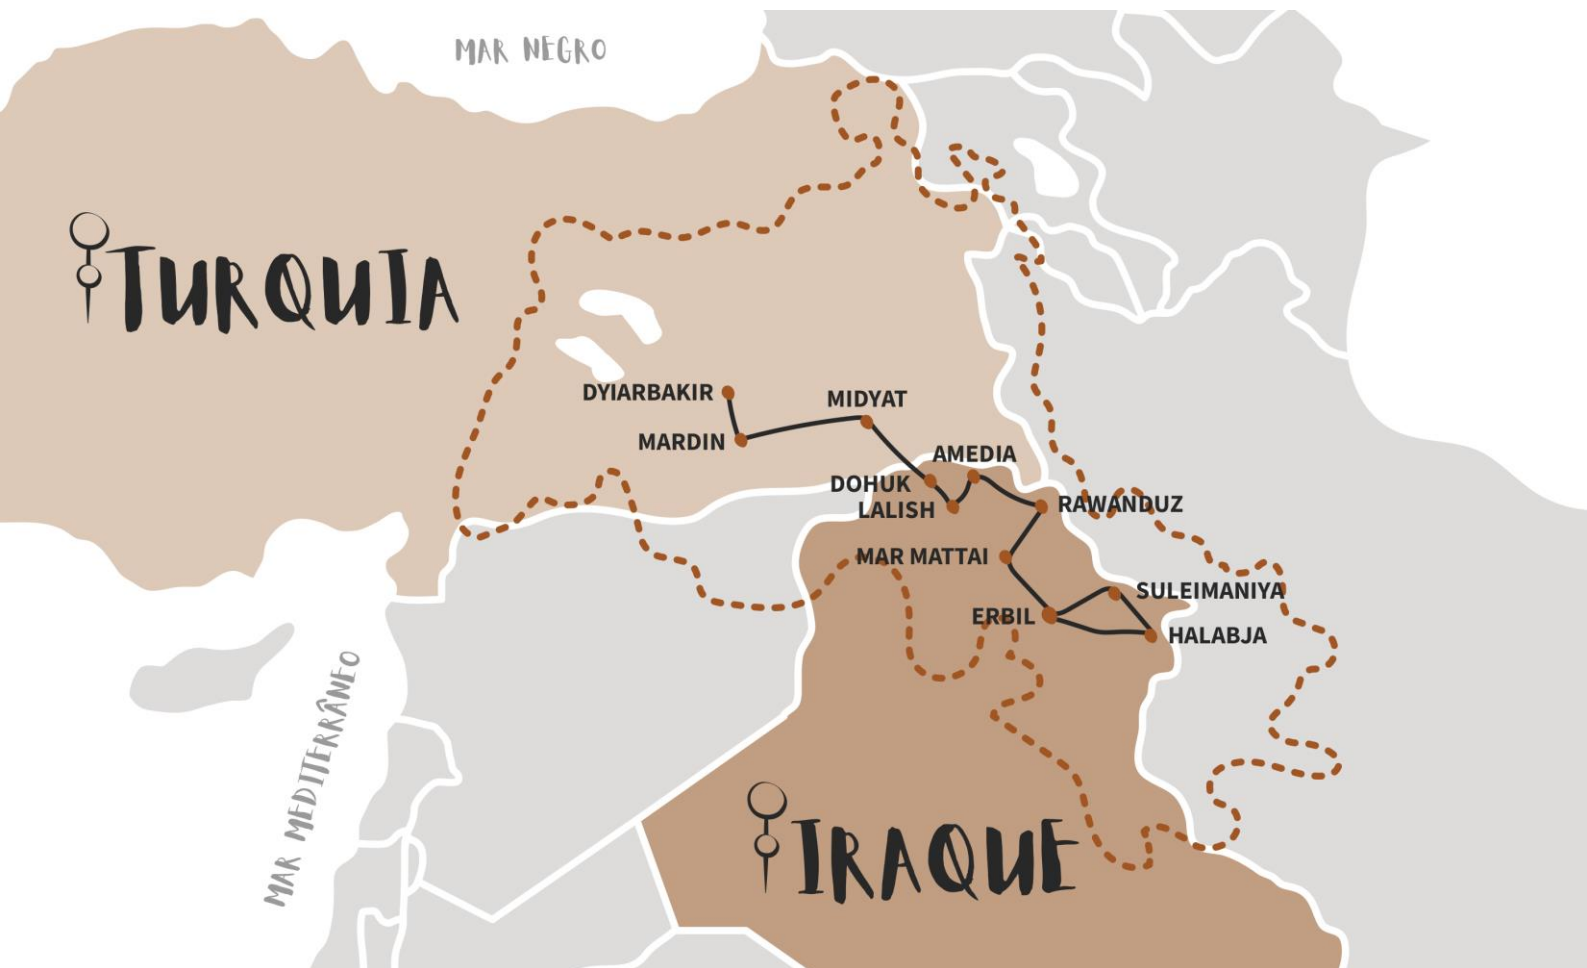 MAR NEGRO
TURQUIA
DYIARBAKIR
MIDYAT
MARDIN
AMEDIA
DOHUK
LALISH
RAWANDUZ
MAR MATTAI
SULEIMANIYA
ERBIL
HALABJA
MAR MEDITERRÂNEO
IRAQUE